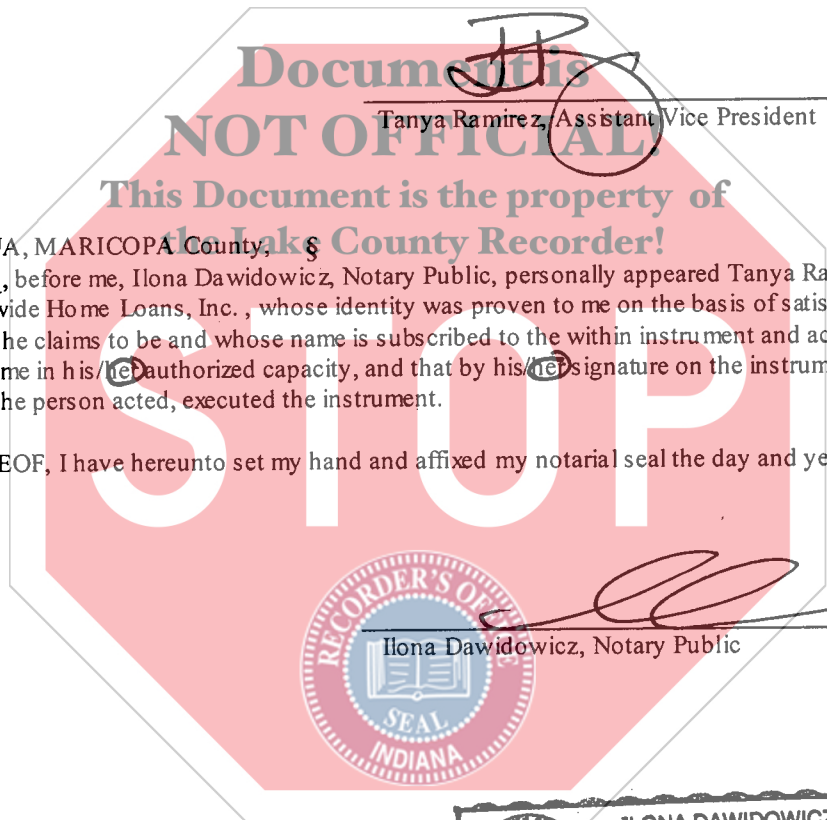 Document is
NOT OFFICIAL!
Tanya Ramirez, Assistant Vice President
This Document is the property of
the Lake County Recorder!
A, MARICOPA County, §
, before me, Ilona Dawidowicz, Notary Public, personally appeared Tanya Ra
vide Home Loans, Inc. , whose identity was proven to me on the basis of satis
he claims to be and whose name is subscribed to the within instrument and ac
me in his/her authorized capacity, and that by his/her signature on the instrum
he person acted, executed the instrument.
EOF, I have hereunto set my hand and affixed my notarial seal the day and ye
STOP
Ilona Dawidowicz, Notary Public
RECORDER'S OFFICE
SEAL
INDIANA
ILONA DAWIDOWICZ